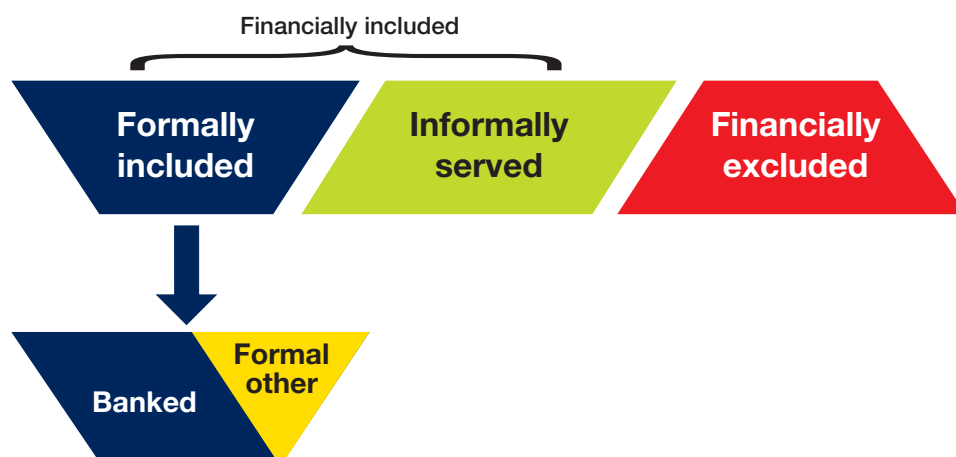 Financially included
Formally
included
Informally
served
Financially
excluded
Banked
Formal
other